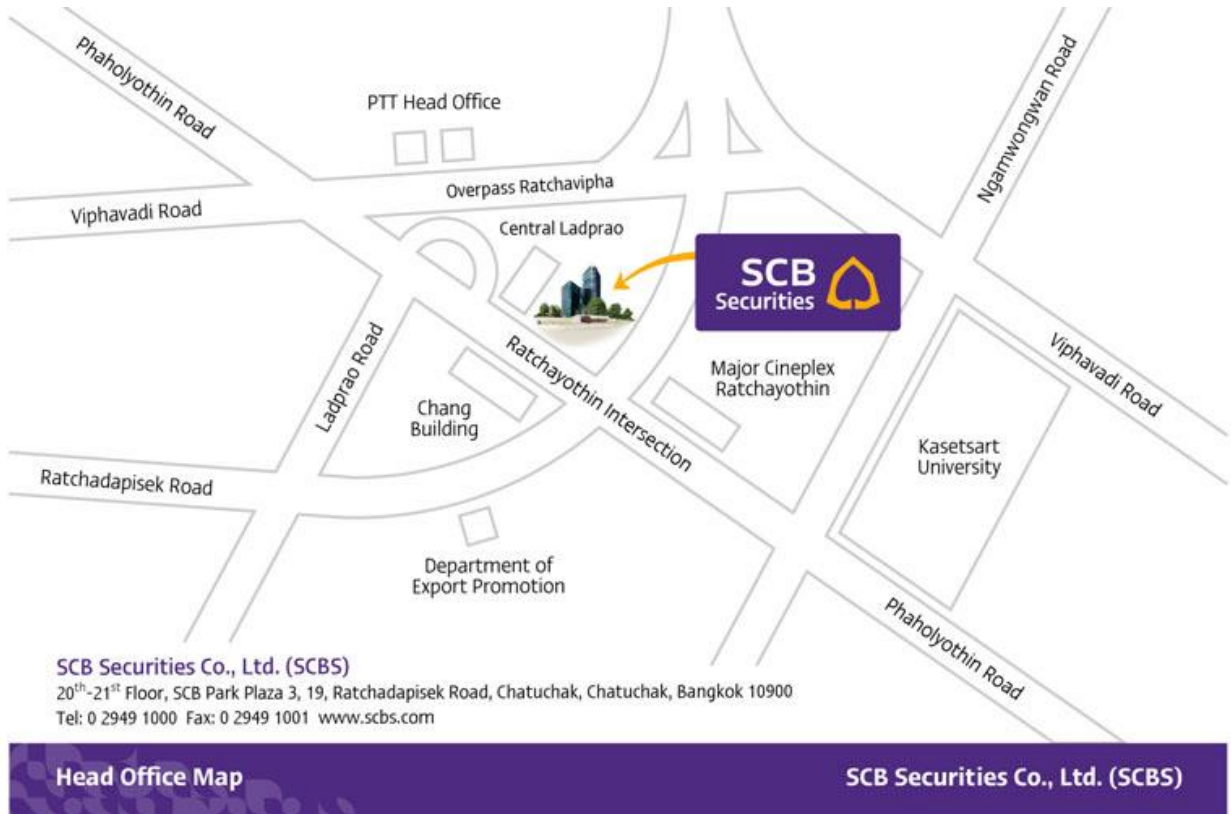 Phaholyothin Road
PTT Head Office
Ngamwongwan Road
Overpass Ratchavipha
Viphavadi Road
Central Ladprao
SCB
Securities
Ladprao Road
Ratchayothin Intersection
Major Cineplex
Ratchayothin
Viphavadi Road
Chang
Building
Kasetsart
University
Ratchadapisek Road
Department of
Export Promotion
Phaholyothin Road
SCB Securities Co., Ltd. (SCBS)
20th-21st Floor, SCB Park Plaza 3, 19, Ratchadapisek Road, Chatuchak, Chatuchak, Bangkok 10900
Tel: 0 2949 1000 Fax: 0 2949 1001 www.scbs.com
Head Office Map
SCB Securities Co., Ltd. (SCBS)